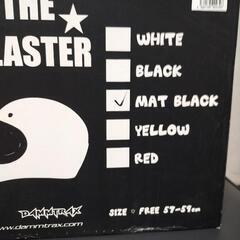 THE
LASTER
WHITE
BLACK
MAT BLACK
YELLOW
RED
DAMMTRAX
www.dammtrax.com
SIZE : FREE 57-59cm